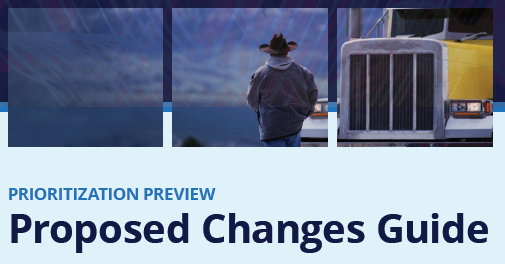 PRIORITIZATION PREVIEW
Proposed Changes Guide